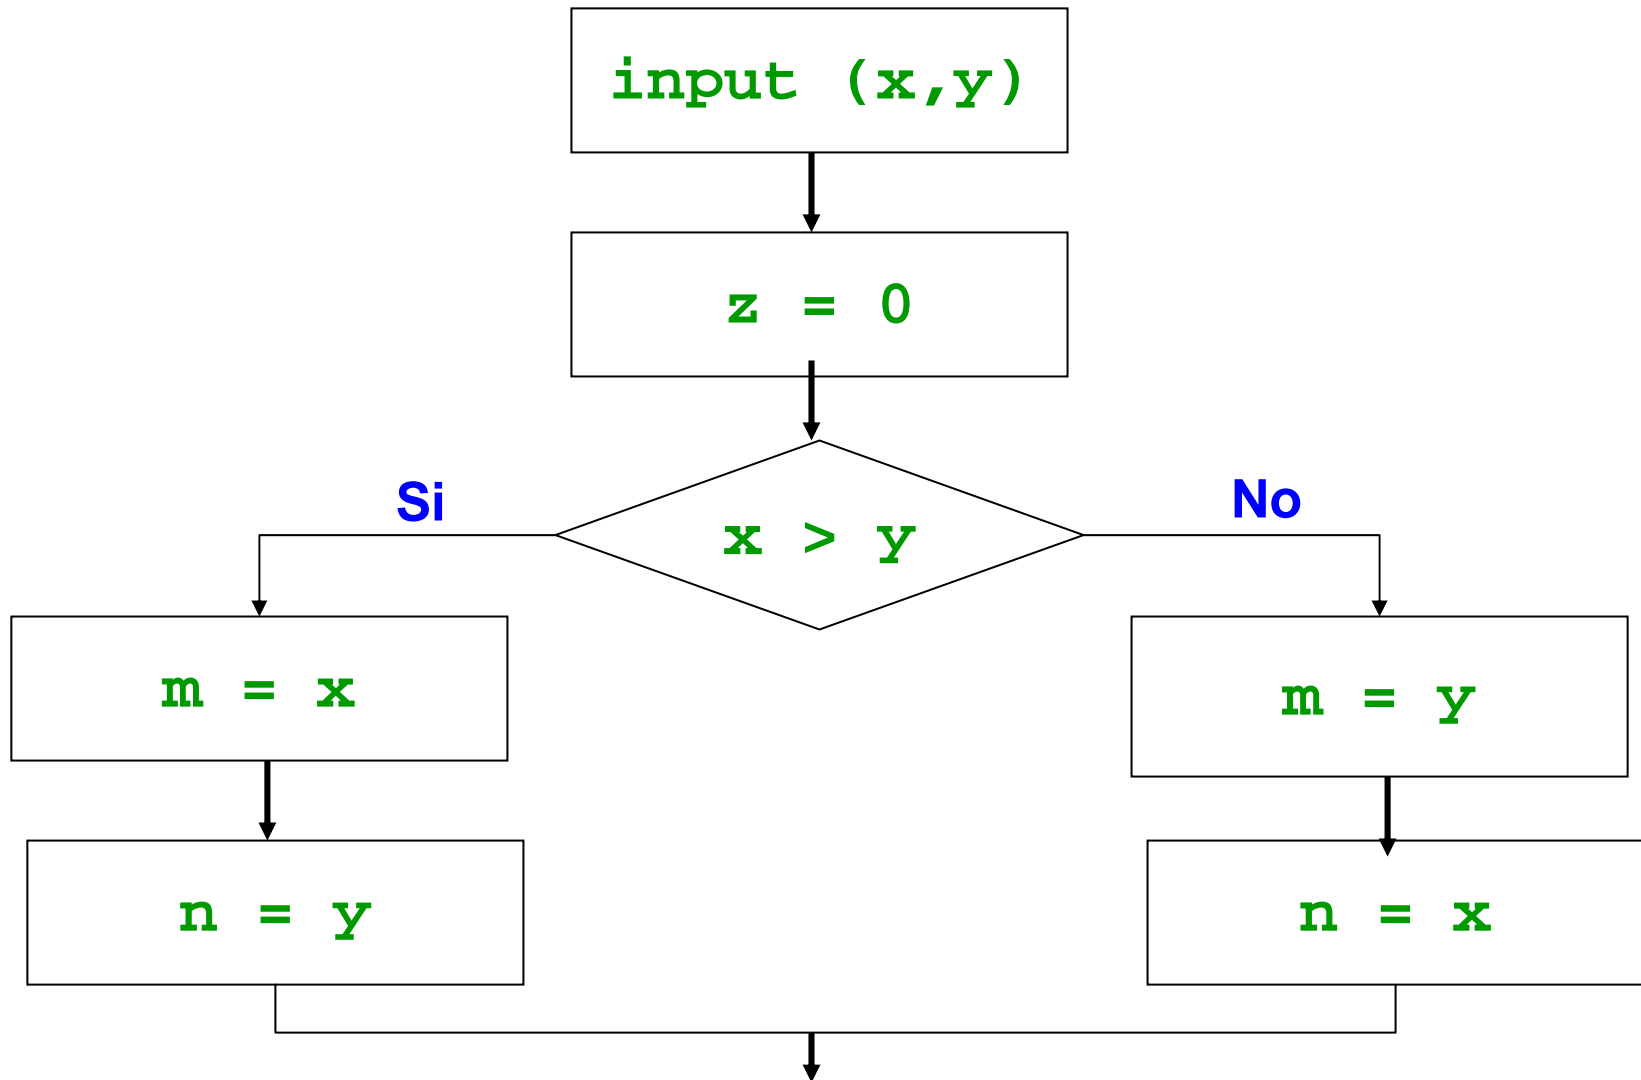 input (x,y)
z = 0
Si
No
x > y
m = x
m = y
n = y
n = x